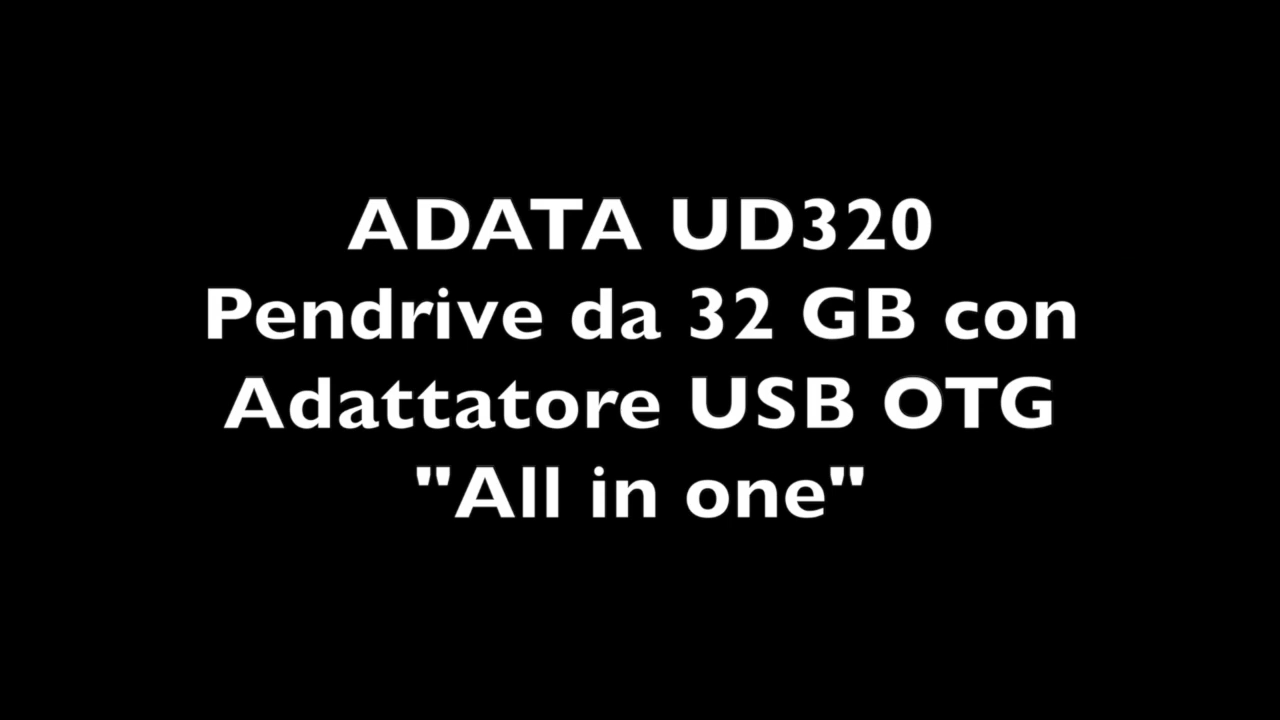 ADATA UD320
Pendrive da 32 GB con
Adattatore USB OTG
"All in one"